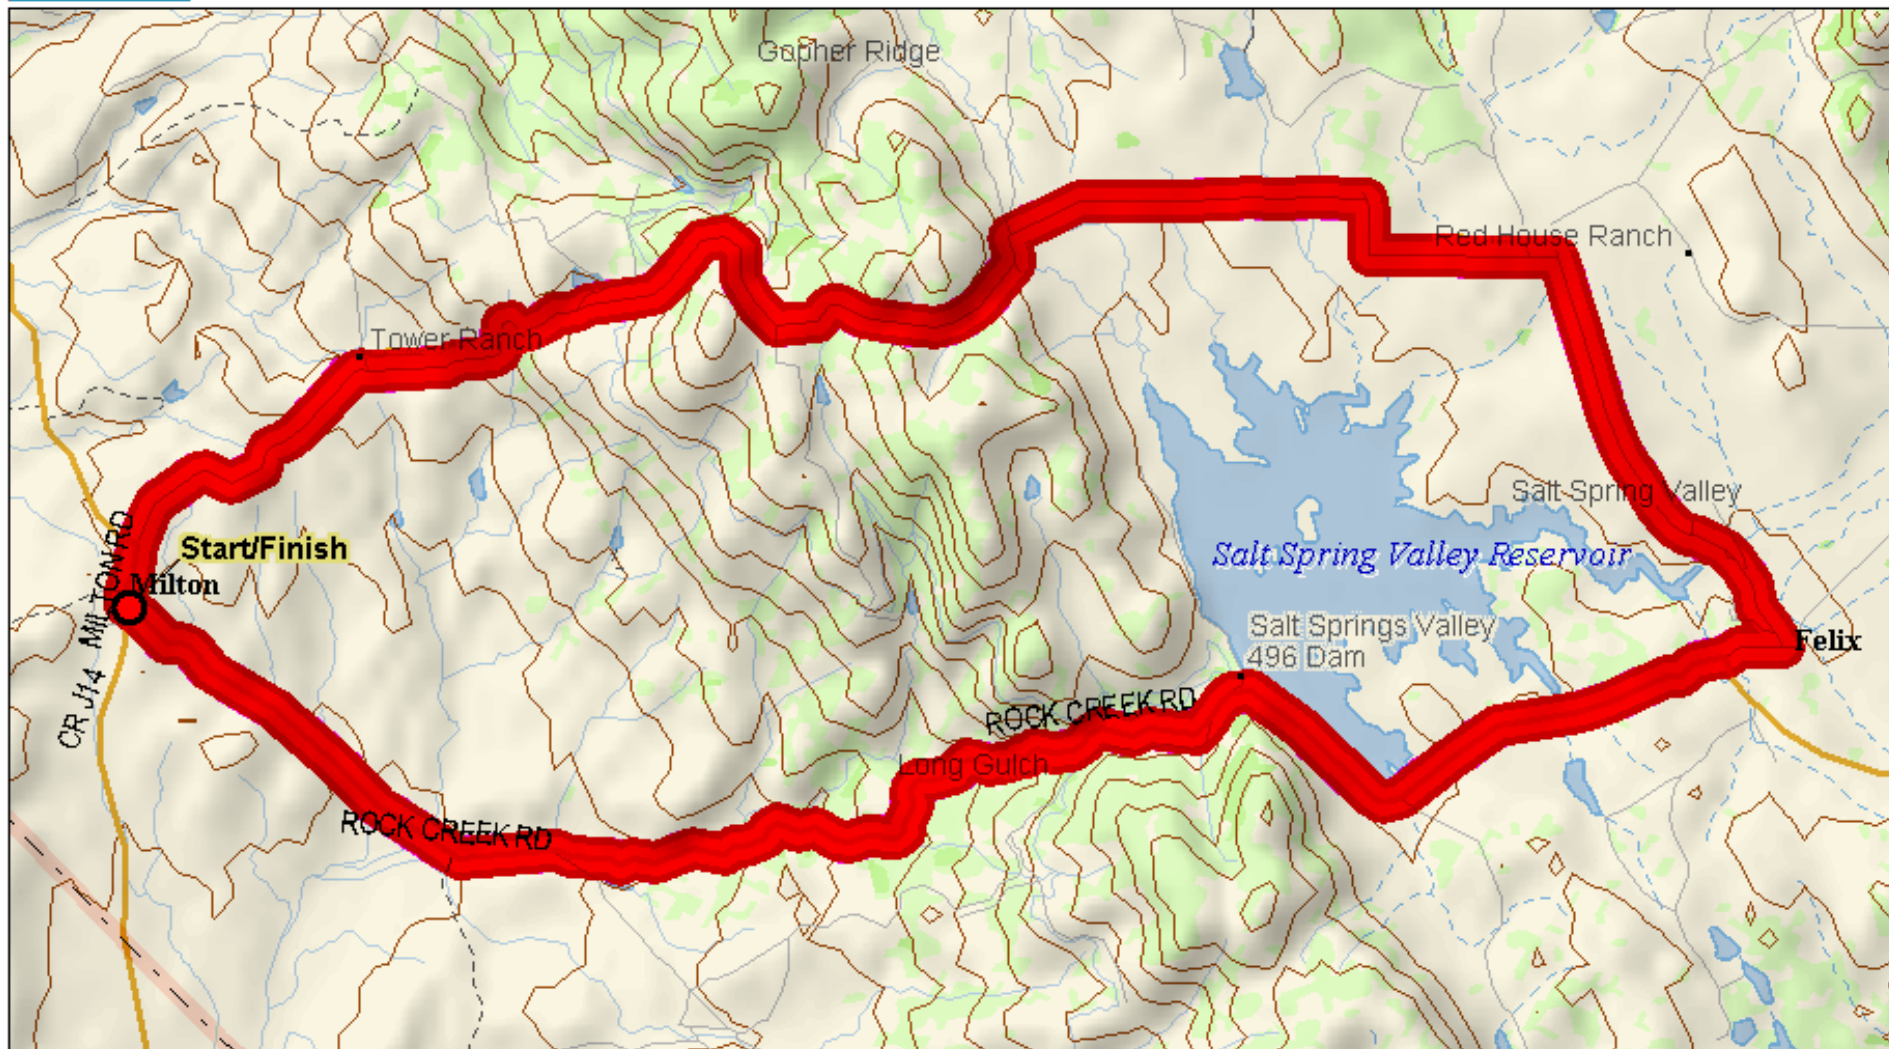 Gopher Ridge
Red House Ranch
Tower Ranch
Salt Spring Valley
Start/Finish
Salt Spring Valley Reservoir
Milton
CR J14 MILTON RD
Salt Springs Valley
496 Dam
Felix
ROCK CREEK RD
Long Gulch
ROCK CREEK RD